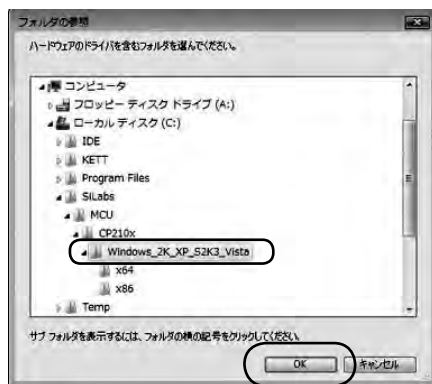 フォルダの参照
ハードウェアのドライバを含むフォルダを選んでください。
コンピュータ
フロッピー ディスク ドライブ (A:)
ローカル ディスク (C:)
IDE
KETT
Program Files
SiLabs
MCU
CP210x
Windows_2K_XP_S2K3_Vista
x64
x86
Temp
サブ フォルダを表示するには、フォルダの横の記号をクリックしてください。
OK キャンセル